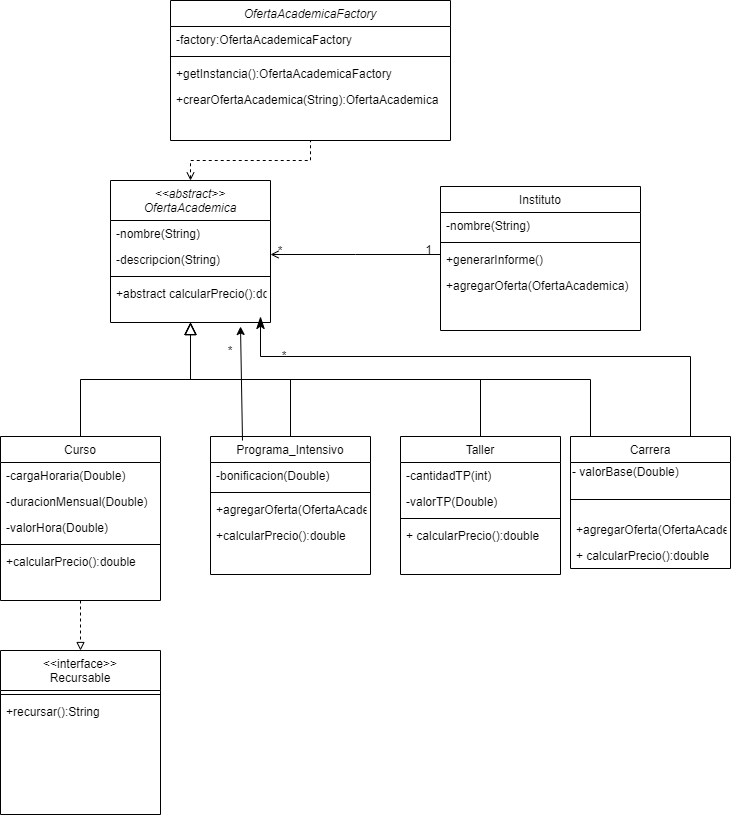 OfertaAcademicaFactory
-factory:OfertaAcademicaFactory
+getInstancia():OfertaAcademicaFactory
+crearOfertaAcademica(String):OfertaAcademica
<<abstract>>
OfertaAcademica
-nombre(String)
-descripcion(String)
+abstract calcularPrecio():dc
*
1
Instituto
-nombre(String)
+generarInforme()
+agregarOferta(OfertaAcademica)
*
*
Curso
-cargaHoraria(Double)
-duracionMensual(Double)
-valorHora(Double)
+calcularPrecio():double
Programa_Intensivo
-bonificacion(Double)
+agregarOferta(OfertaAcade
+calcularPrecio():double
Taller
-cantidadTP(int)
-valorTP(Double)
+ calcularPrecio():double
Carrera
- valorBase(Double)
+agregarOferta(OfertaAcade
+ calcularPrecio():double
<<interface>>
Recursable
+recursar():String